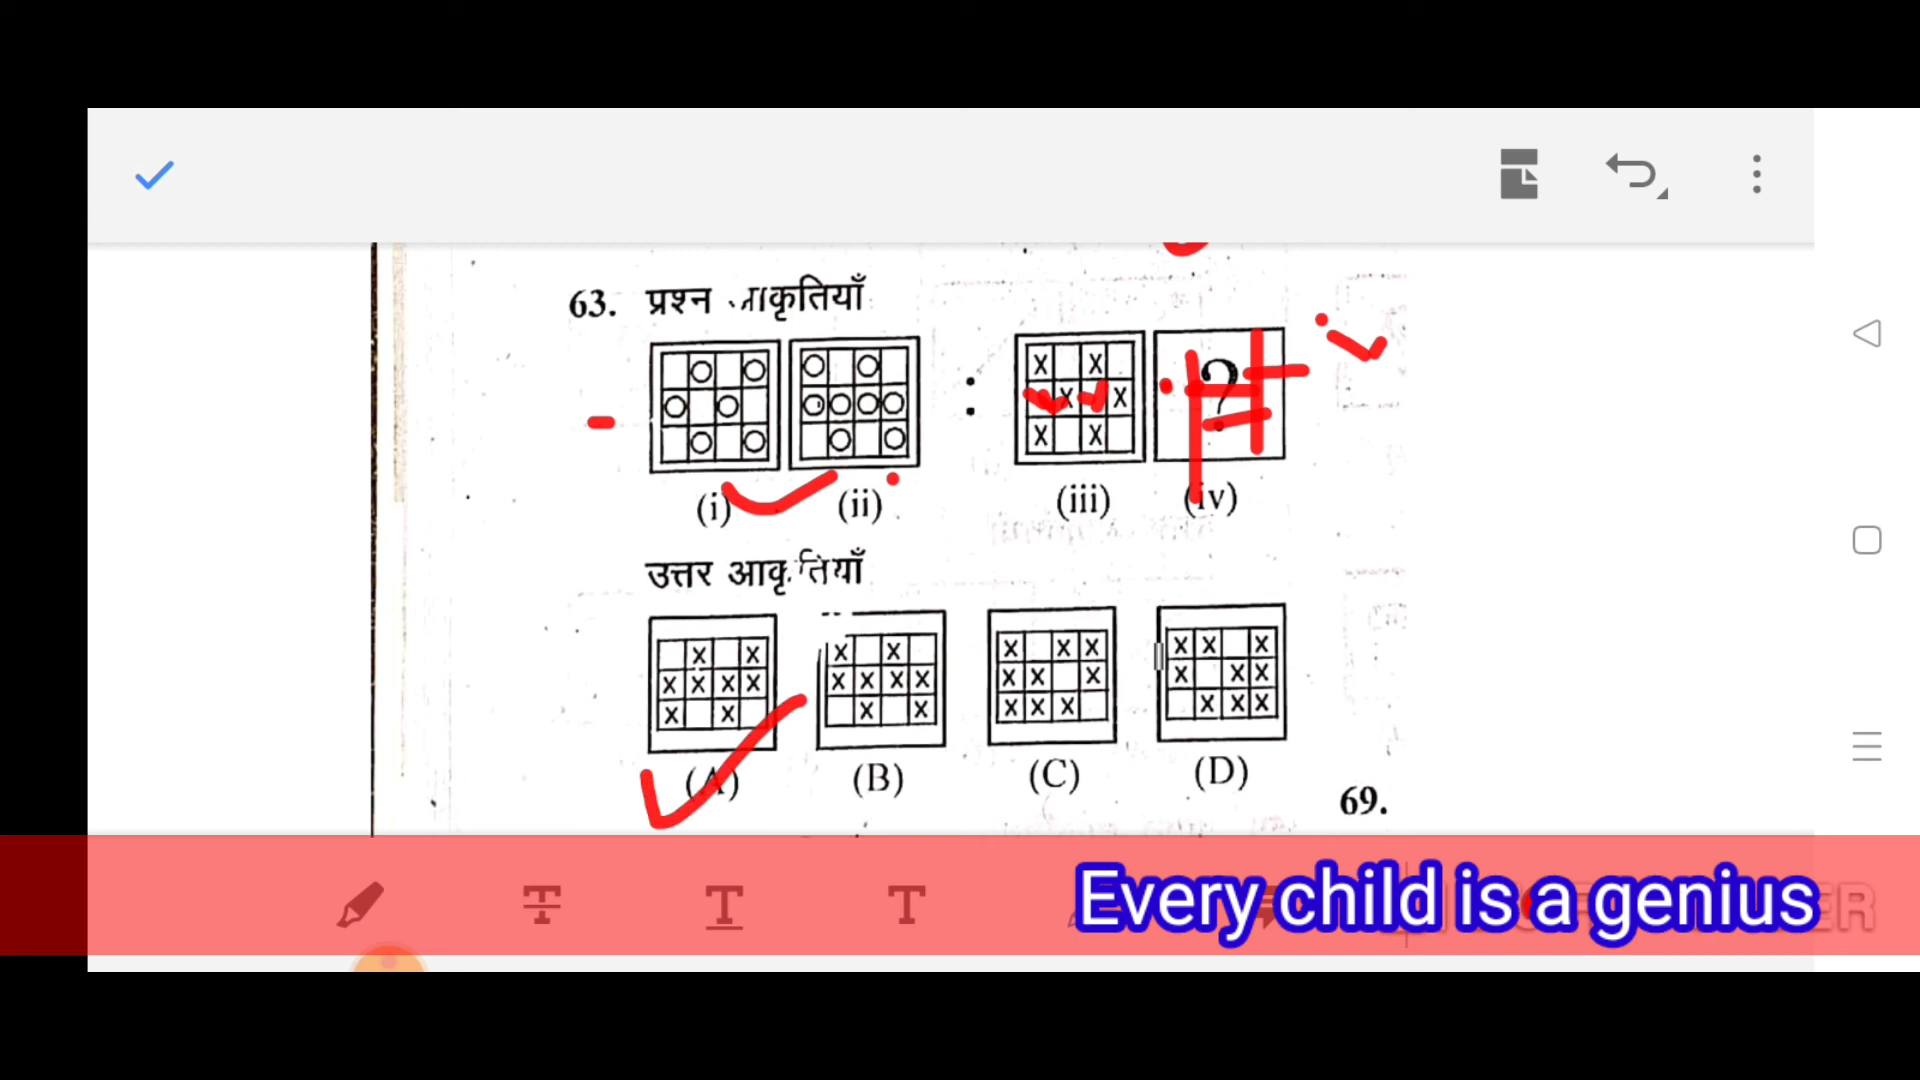 63. प्रश्न आकृतियाँ
O O O O
O O O O O O
X X X ?
O O O O O X X
O O O O X X
(i) (ii) : (iii) (iv)
उत्तर आकृतियाँ
X X X X X X X X X X
X X X X X X X X X X X X X X
X X X X X X X X X X
(A) (B) (C) (D)
69.
T T T
Every child is a genius